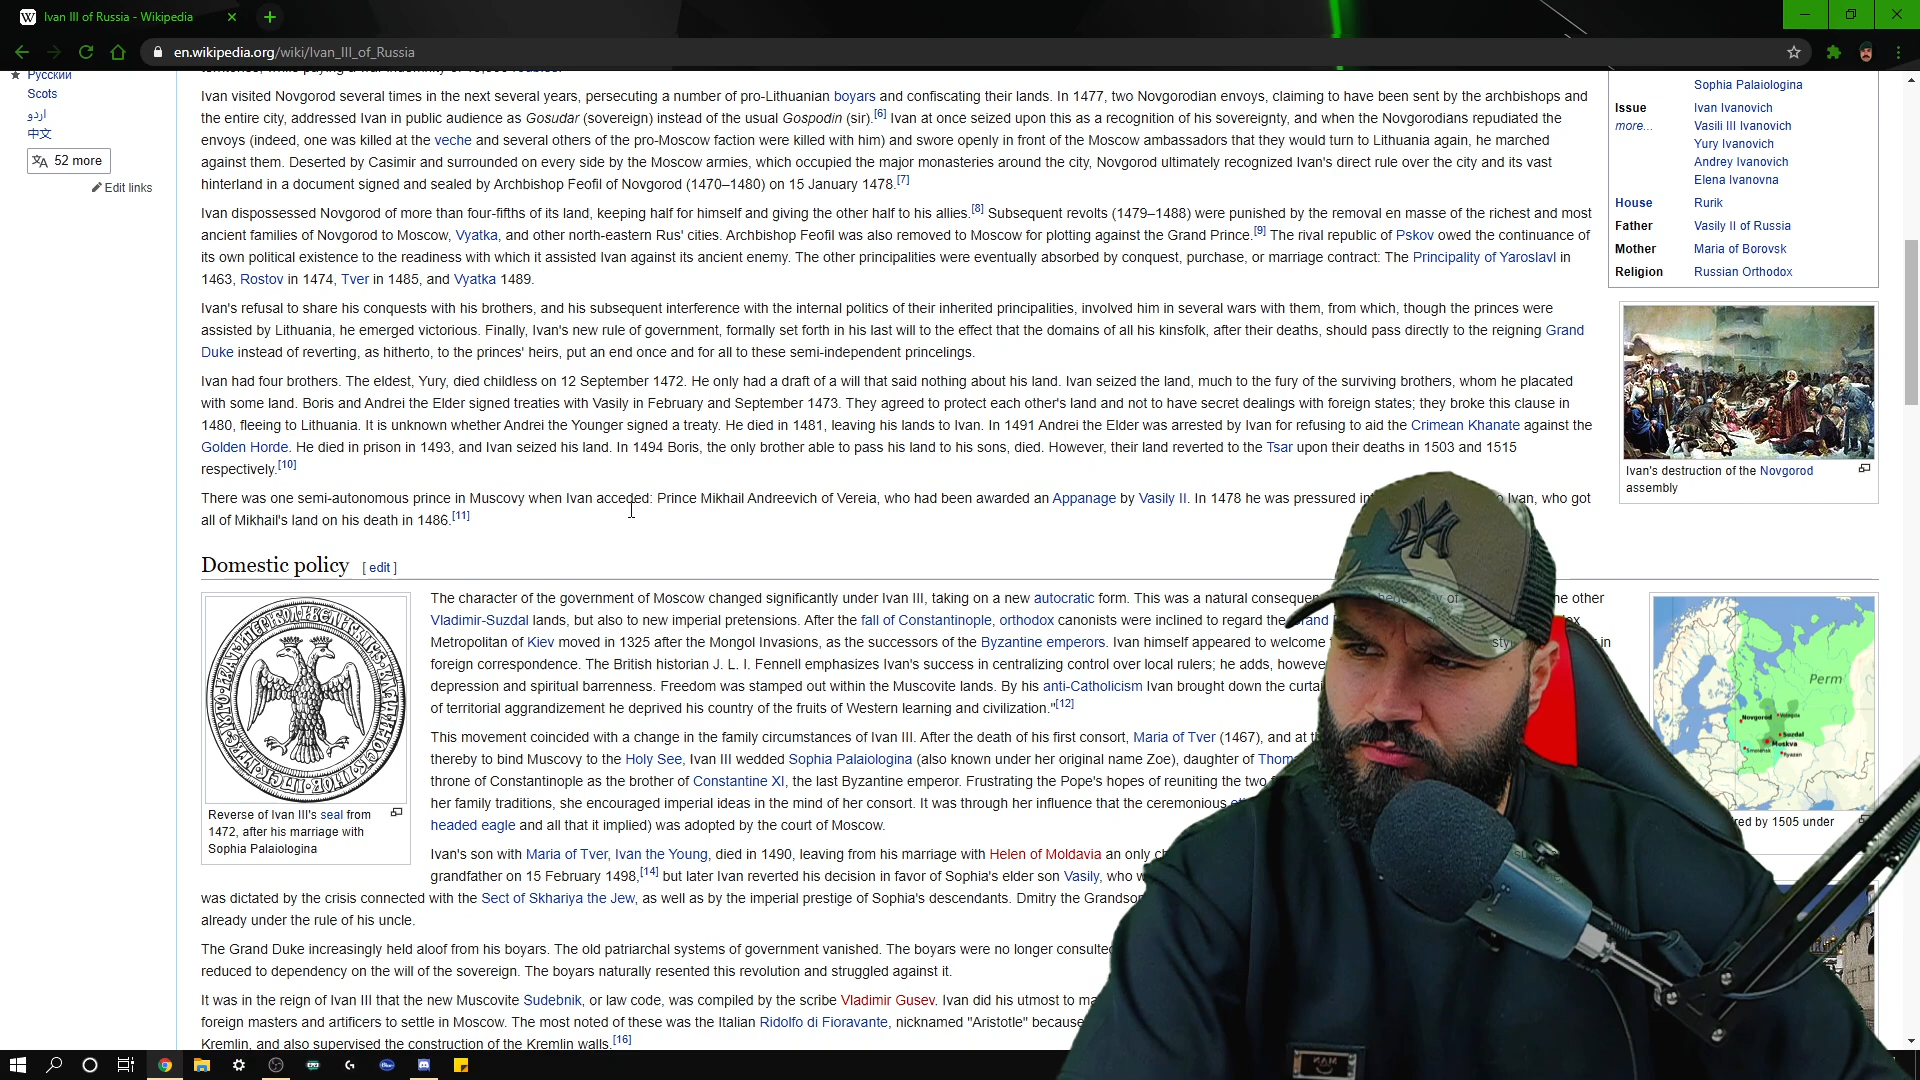 Ivan III of Russia - Wikipedia
en.wikipedia.org/wiki/Ivan_III_of_Russia
Русский
Scots
اردو
中文
52 more
Edit links
Ivan visited Novgorod several times in the next several years, persecuting a number of pro-Lithuanian boyars and confiscating their lands. In 1477, two Novgorodian envoys, claiming to have been sent by the archbishops and
the entire city, addressed Ivan in public audience as Gosudar (sovereign) instead of the usual Gospodin (sir).[6] Ivan at once seized upon this as a recognition of his sovereignty, and when the Novgorodians repudiated the
envoys (indeed, one was killed at the veche and several others of the pro-Moscow faction were killed with him) and swore openly in front of the Moscow ambassadors that they would turn to Lithuania again, he marched
against them. Deserted by Casimir and surrounded on every side by the Moscow armies, which occupied the major monasteries around the city, Novgorod ultimately recognized Ivan's direct rule over the city and its vast
hinterland in a document signed and sealed by Archbishop Feofil of Novgorod (1470–1480) on 15 January 1478.[7]
Ivan dispossessed Novgorod of more than four-fifths of its land, keeping half for himself and giving the other half to his allies.[8] Subsequent revolts (1479–1488) were punished by the removal en masse of the richest and most
ancient families of Novgorod to Moscow, Vyatka, and other north-eastern Rus' cities. Archbishop Feofil was also removed to Moscow for plotting against the Grand Prince.[9] The rival republic of Pskov owed the continuance of
its own political existence to the readiness with which it assisted Ivan against its ancient enemy. The other principalities were eventually absorbed by conquest, purchase, or marriage contract: The Principality of Yaroslavl in
1463, Rostov in 1474, Tver in 1485, and Vyatka 1489.
Ivan's refusal to share his conquests with his brothers, and his subsequent interference with the internal politics of their inherited principalities, involved him in several wars with them, from which, though the princes were
assisted by Lithuania, he emerged victorious. Finally, Ivan's new rule of government, formally set forth in his last will to the effect that the domains of all his kinsfolk, after their deaths, should pass directly to the reigning Grand
Duke instead of reverting, as hitherto, to the princes' heirs, put an end once and for all to these semi-independent princelings.
Ivan had four brothers. The eldest, Yury, died childless on 12 September 1472. He only had a draft of a will that said nothing about his land. Ivan seized the land, much to the fury of the surviving brothers, whom he placated
with some land. Boris and Andrei the Elder signed treaties with Vasily in February and September 1473. They agreed to protect each other's land and not to have secret dealings with foreign states; they broke this clause in
1480, fleeing to Lithuania. It is unknown whether Andrei the Younger signed a treaty. He died in 1481, leaving his lands to Ivan. In 1491 Andrei the Elder was arrested by Ivan for refusing to aid the Crimean Khanate against the
Golden Horde. He died in prison in 1493, and Ivan seized his land. In 1494 Boris, the only brother able to pass his land to his sons, died. However, their land reverted to the Tsar upon their deaths in 1503 and 1515
respectively.[10]
There was one semi-autonomous prince in Muscovy when Ivan acceded: Prince Mikhail Andreevich of Vereia, who had been awarded an Appanage by Vasily II. In 1478 he was pressured Ivan, who got
all of Mikhail's land on his death in 1486.[11]
Sophia Palaiologina
Issue Ivan Ivanovich
more... Vasili III Ivanovich
Yury Ivanovich
Andrey Ivanovich
Elena Ivanovna
House Rurik
Father Vasily II of Russia
Mother Maria of Borovsk
Religion Russian Orthodox
Ivan's destruction of the Novgorod
assembly
Domestic policy [ edit ]
Reverse of Ivan III's seal from
1472, after his marriage with
Sophia Palaiologina
The character of the government of Moscow changed significantly under Ivan III, taking on a new autocratic form. This was a natural other
Vladimir-Suzdal lands, but also to new imperial pretensions. After the fall of Constantinople, orthodox canonists were inclined to regard the
Metropolitan of Kiev moved in 1325 after the Mongol Invasions, as the successors of the Byzantine emperors. Ivan himself appeared to welcome in
foreign correspondence. The British historian J. L. I. Fennell emphasizes Ivan's success in centralizing control over local rulers; he adds,
depression and spiritual barrenness. Freedom was stamped out within the Muscovite lands. By his anti-Catholicism Ivan brought down the
of territorial aggrandizement he deprived his country of the fruits of Western learning and civilization."[12]
This movement coincided with a change in the family circumstances of Ivan III. After the death of his first consort, Maria of Tver (1467), and at
thereby to bind Muscovy to the Holy See, Ivan III wedded Sophia Palaiologina (also known under her original name Zoe), daughter of
throne of Constantinople as the brother of Constantine XI, the last Byzantine emperor. Frustrating the Pope's hopes of reuniting the two
her family traditions, she encouraged imperial ideas in the mind of her consort. It was through her influence that the ceremonious
headed eagle and all that it implied) was adopted by the court of Moscow.
Ivan's son with Maria of Tver, Ivan the Young, died in 1490, leaving from his marriage with Helen of Moldavia an only
grandfather on 15 February 1498,[14] but later Ivan reverted his decision in favor of Sophia's elder son Vasily, who
was dictated by the crisis connected with the Sect of Skhariya the Jew, as well as by the imperial prestige of Sophia's descendants. Dmitry the
already under the rule of his uncle.
The Grand Duke increasingly held aloof from his boyars. The old patriarchal systems of government vanished. The boyars were no longer consulted
reduced to dependency on the will of the sovereign. The boyars naturally resented this revolution and struggled against it.
It was in the reign of Ivan III that the new Muscovite Sudebnik, or law code, was compiled by the scribe Vladimir Gusev. Ivan did his utmost to
foreign masters and artificers to settle in Moscow. The most noted of these was the Italian Ridolfo di Fioravante, nicknamed "Aristotle" because
Kremlin, and also supervised the construction of the Kremlin walls.[16]
Perm
Novgorod
Suzdal
Moskva
by 1505 under